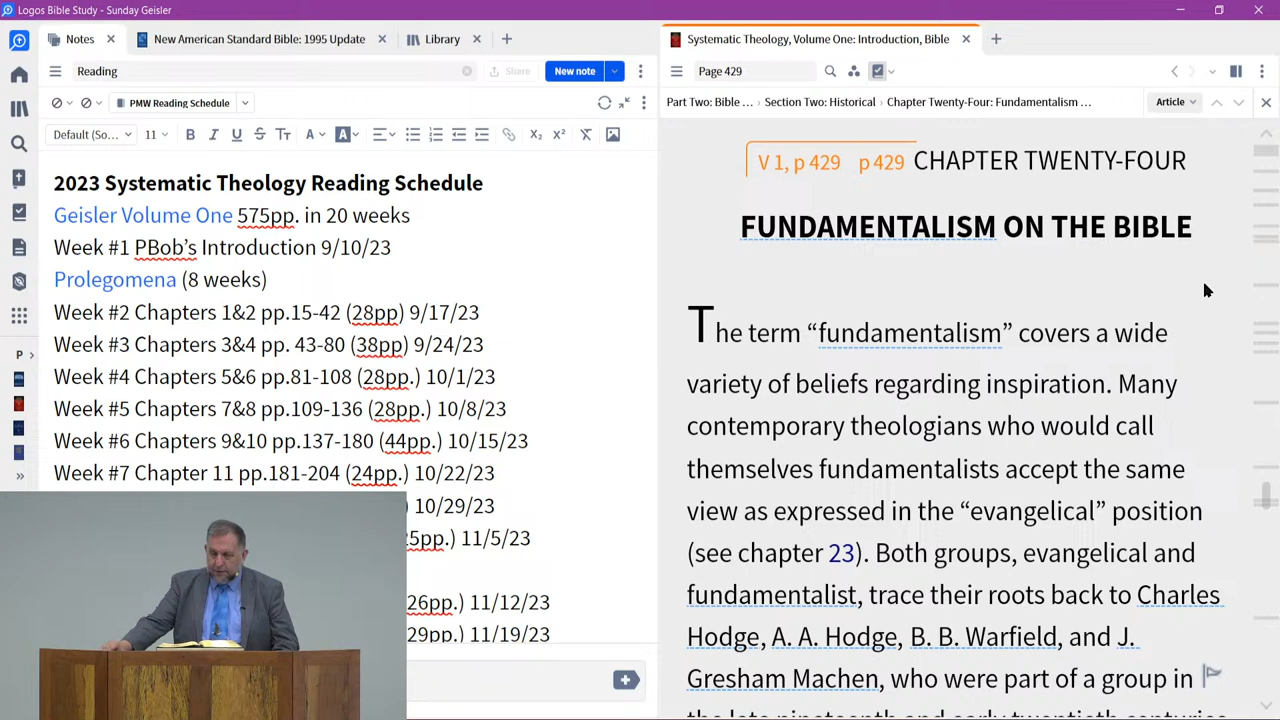 Logos Bible Study - Sunday Geisler
Notes
New American Standard Bible: 1995 Update
Library
Reading
Share
New note
PMW Reading Schedule
Default (So...
11
2023 Systematic Theology Reading Schedule
Geisler Volume One 575pp. in 20 weeks
Week #1 PBob’s Introduction 9/10/23
Prolegomena (8 weeks)
Week #2 Chapters 1&2 pp.15-42 (28pp) 9/17/23
Week #3 Chapters 3&4 pp. 43-80 (38pp) 9/24/23
Week #4 Chapters 5&6 pp.81-108 (28pp.) 10/1/23
Week #5 Chapters 7&8 pp.109-136 (28pp.) 10/8/23
Week #6 Chapters 9&10 pp.137-180 (44pp.) 10/15/23
Week #7 Chapter 11 pp.181-204 (24pp.) 10/22/23
) 10/29/23
5pp.) 11/5/23
26pp.) 11/12/23
29pp.) 11/19/23
P
Systematic Theology, Volume One: Introduction, Bible
Page 429
Part Two: Bible ... › Section Two: Historical › Chapter Twenty-Four: Fundamentalism ...
Article
V 1, p 429 p 429 CHAPTER TWENTY-FOUR
FUNDAMENTALISM ON THE BIBLE
The term “fundamentalism” covers a wide
variety of beliefs regarding inspiration. Many
contemporary theologians who would call
themselves fundamentalists accept the same
view as expressed in the “evangelical” position
(see chapter 23). Both groups, evangelical and
fundamentalist, trace their roots back to Charles
Hodge, A. A. Hodge, B. B. Warfield, and J.
Gresham Machen, who were part of a group in
the late nineteenth and early twentieth centuries